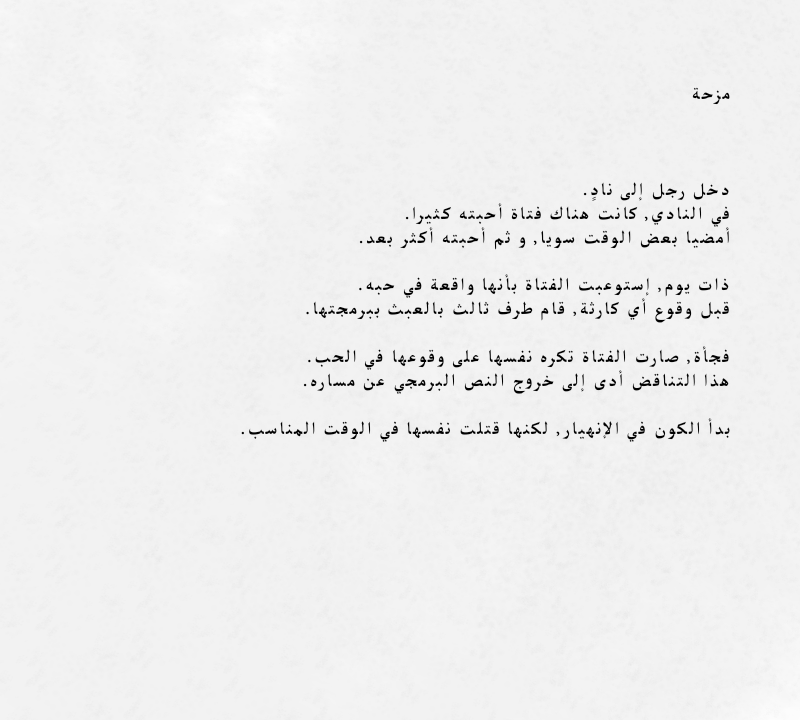 مزحة
دخل رجل إلى نادٍ.
في النادي, كانت هناك فتاة أحبته كثيرا.
أمضيا بعض الوقت سويا, و ثم أحبته أكثر بعد.
ذات يوم, إستوعبت الفتاة بأنها واقعة في حبه.
قبل وقوع أي كارثة, قام طرف ثالث بالعبث ببرمجتها.
فجأة, صارت الفتاة تكره نفسها على وقوعها في الحب.
هذا التناقض أدى إلى خروج النص البرمجي عن مساره.
بدأ الكون في الإنهيار, لكنها قتلت نفسها في الوقت المناسب.